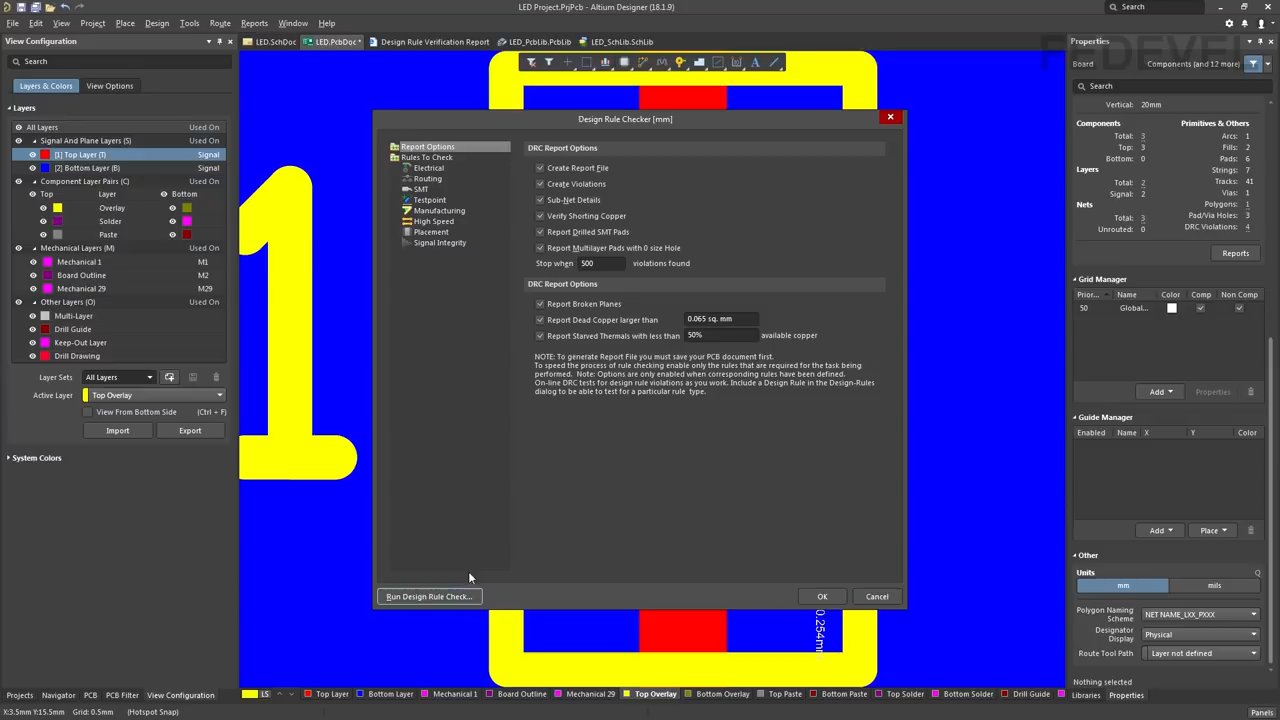 LED Project.PrjPcb - Altium Designer (18.1.9)
Search
File Edit View Project Place Design Tools Route Reports Window Help
View Configuration
LED.SchDoc
LED.PcbDoc *
Design Rule Verification Report
LED_PcbLib.PcbLib
LED_SchLib.SchLib
FEDEVEL
Properties
Search
Layers & Colors
View Options
Layers
All Layers Used On
Signal And Plane Layers (S) Used On
[1] Top Layer (T) Signal
[2] Bottom Layer (B) Signal
Component Layer Pairs (C) Used On
Top Layer Bottom
Overlay
Solder
Paste
Mechanical Layers (M) Used On
Mechanical 1 M1
Board Outline M2
Mechanical 29 M29
Other Layers (O) Used On
Multi-Layer
Drill Guide
Keep-Out Layer
Drill Drawing
Layer Sets All Layers
Active Layer Top Overlay
View From Bottom Side (Ctrl + F)
Import
Export
System Colors
1
Design Rule Checker [mm]
Report Options
Rules To Check
Electrical
Routing
SMT
Testpoint
Manufacturing
High Speed
Placement
Signal Integrity
DRC Report Options
Create Report File
Create Violations
Sub-Net Details
Verify Shorting Copper
Report Drilled SMT Pads
Report Multilayer Pads with 0 size Hole
Stop when 500 violations found
DRC Report Options
Report Broken Planes
Report Dead Copper larger than 0.065 sq. mm
Report Starved Thermals with less than 50% available copper
NOTE: To generate Report File you must save your PCB document first.
To speed the process of rule checking enable only the rules that are required for the task being
performed. Note: Options are only enabled when corresponding rules have been defined.
On-line DRC tests for design rule violations as you work. Include a Design Rule in the Design-Rules
dialog to be able to test for a particular rule type.
Run Design Rule Check...
OK
Cancel
0.254mm
Board Components (and 12 more)
Search
Vertical: 20mm
Components Primitives & Others
Total: 3 Arcs: 1
Top: 3 Fills: 2
Bottom: 0 Pads: 6
Strings: 7
Layers Tracks: 41
Total: 2 Vias: 1
Signal: 2 Polygons: 1
Nets Pad/Via Holes: 3
Total: 3 DRC Violations: 4
Unrouted: 0
Reports
Grid Manager
Prior... Name Color Comp Non Comp
50 Global...
Add Properties
Guide Manager
Enabled Name X Y Color
Add Place
Other
Units
mm mils
Polygon Naming
Scheme NET NAME_LXX_PXXX
Designator
Display Physical
Route Tool Path Layer not defined
Nothing selected
Projects Navigator PCB PCB Filter View Configuration
LS Top Layer Bottom Layer Mechanical 1 Board Outline Mechanical 29 Top Overlay Bottom Overlay Top Paste Bottom Paste Top Solder Bottom Solder Drill Guide
Libraries Properties
X:3.5mm Y:15.5mm Grid: 0.5mm (Hotspot Snap)
Panels